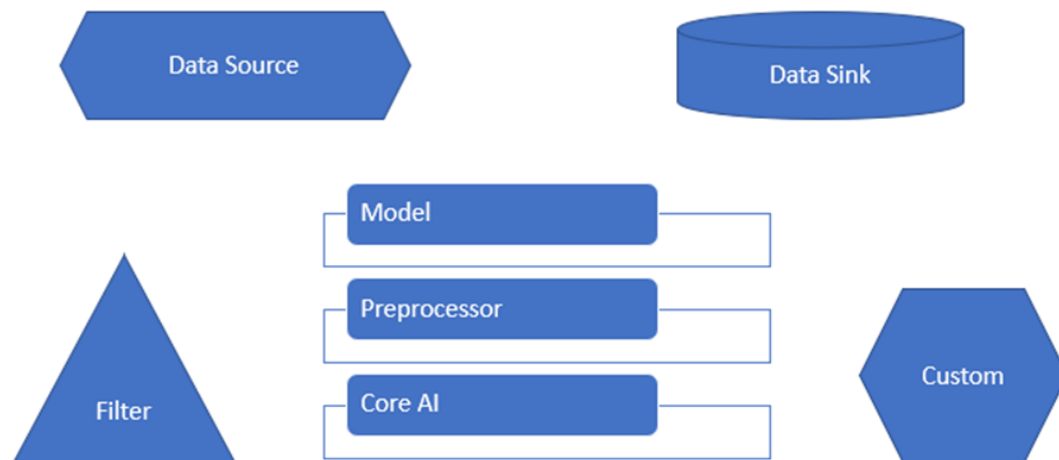 Data Source
Data Sink
Model
Preprocessor
Core AI
Filter
Custom